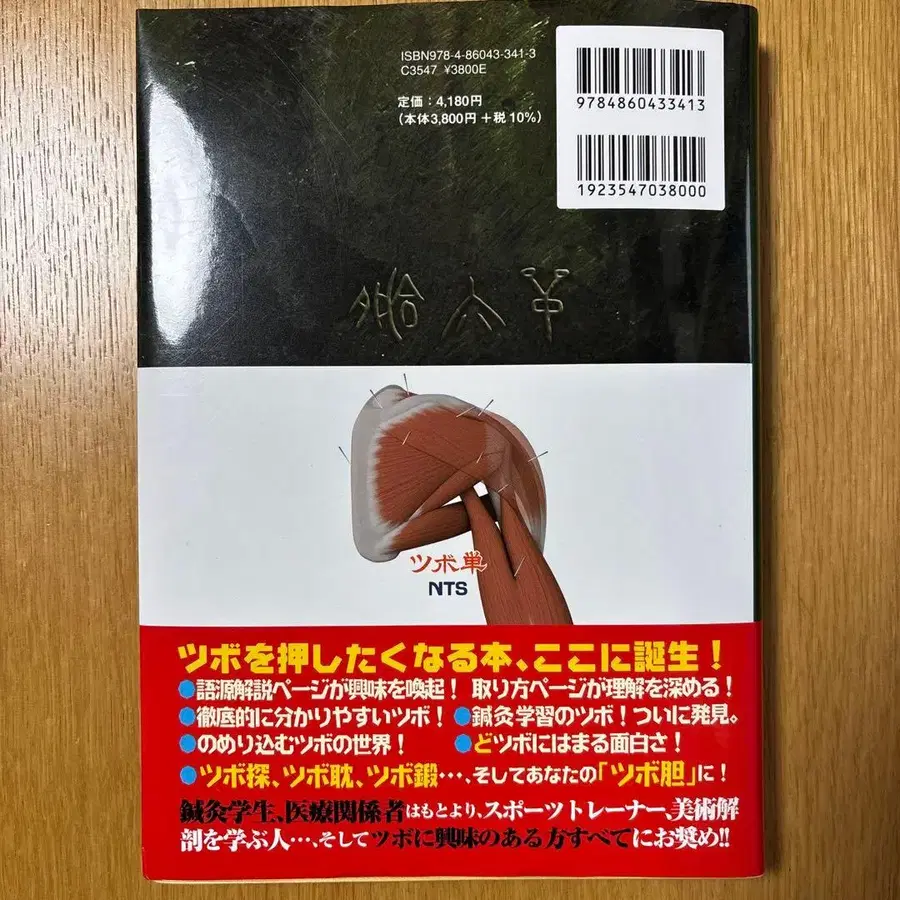 ISBN978-4-86043-341-3
C3547 ¥3800E
定価：4,180円
（本体3,800円＋税10%）
9784860433413
1923547038000
ツボ単
NTS
ツボを押したくなる本、ここに誕生！
●語源解説ページが興味を喚起！ 取り方ページが理解を深める！
●徹底的に分かりやすいツボ！ ●鍼灸学習のツボ！ついに発見。
●のめり込むツボの世界！ ●どツボにはまる面白さ！
●ツボ探、ツボ耽、ツボ鍛…、そしてあなたの「ツボ胆」に！
鍼灸学生、医療関係者はもとより、スポーツトレーナー、美術解
剖を学ぶ人…、そしてツボに興味のある方すべてにお奨め!!